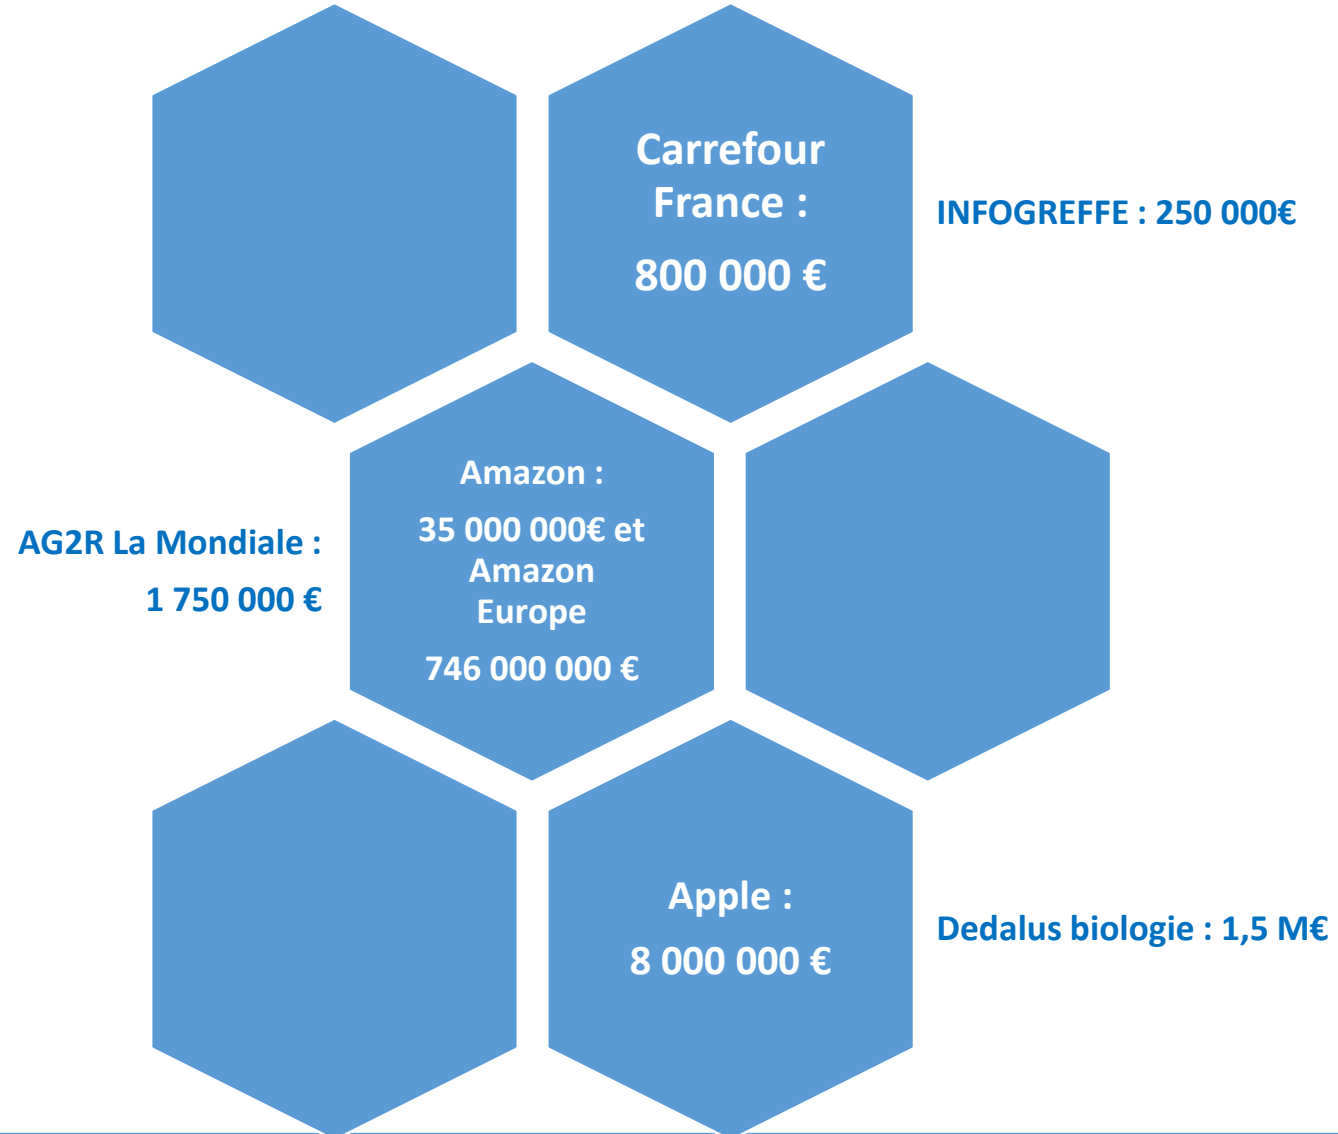 Carrefour
France :
800 000 €
INFOGREFFE : 250 000€
Amazon :
35 000 000€ et
Amazon
Europe
746 000 000 €
AG2R La Mondiale :
1 750 000 €
Apple :
8 000 000 €
Dedalus biologie : 1,5 M€